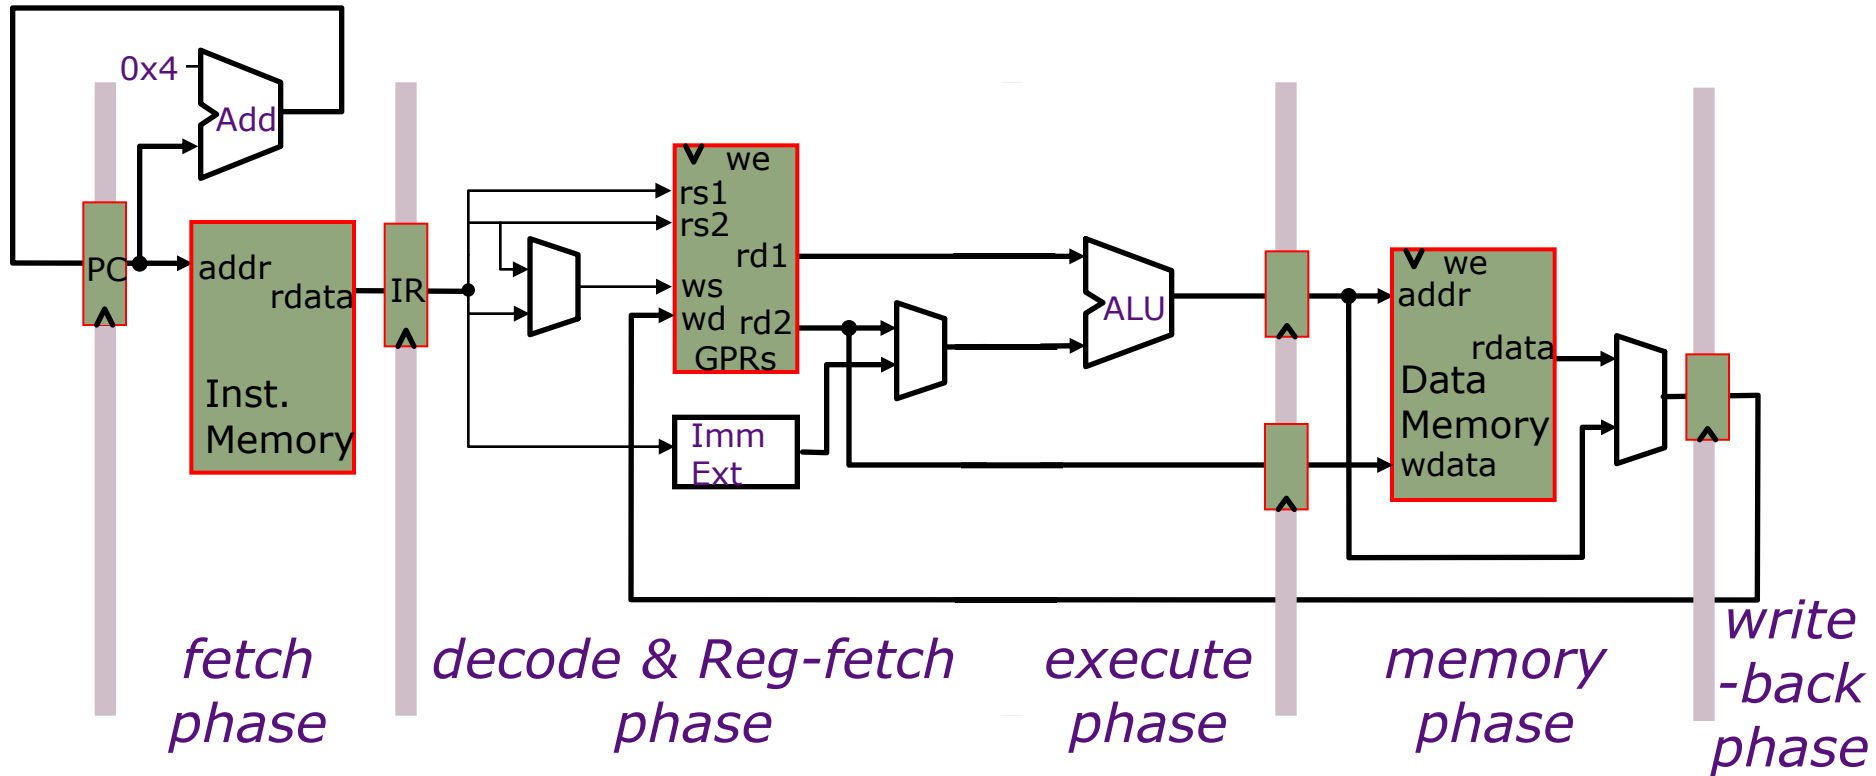 0x4
Add
PC
addr
rdata
Inst.
Memory
IR
we
rs1
rs2
rd1
ws
wd
rd2
GPRs
Imm
Ext
ALU
we
addr
rdata
Data
Memory
wdata
fetch
phase
decode & Reg-fetch
phase
execute
phase
memory
phase
write
-back
phase